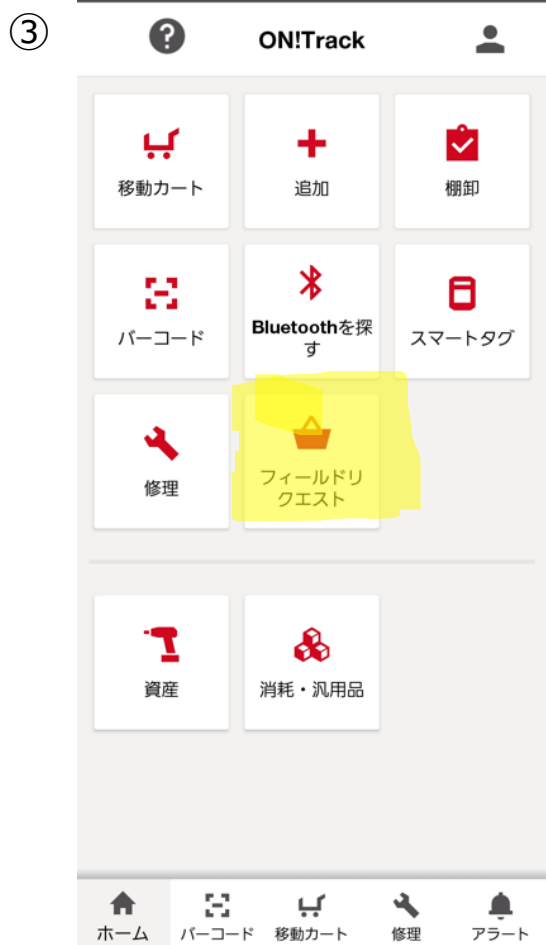 ③
ON!Track
移動カート
追加
棚卸
バーコード
Bluetoothを探
す
スマートタグ
修理
フィールドリ
クエスト
資産
消耗・汎用品
ホーム
バーコード
移動カート
修理
アラート